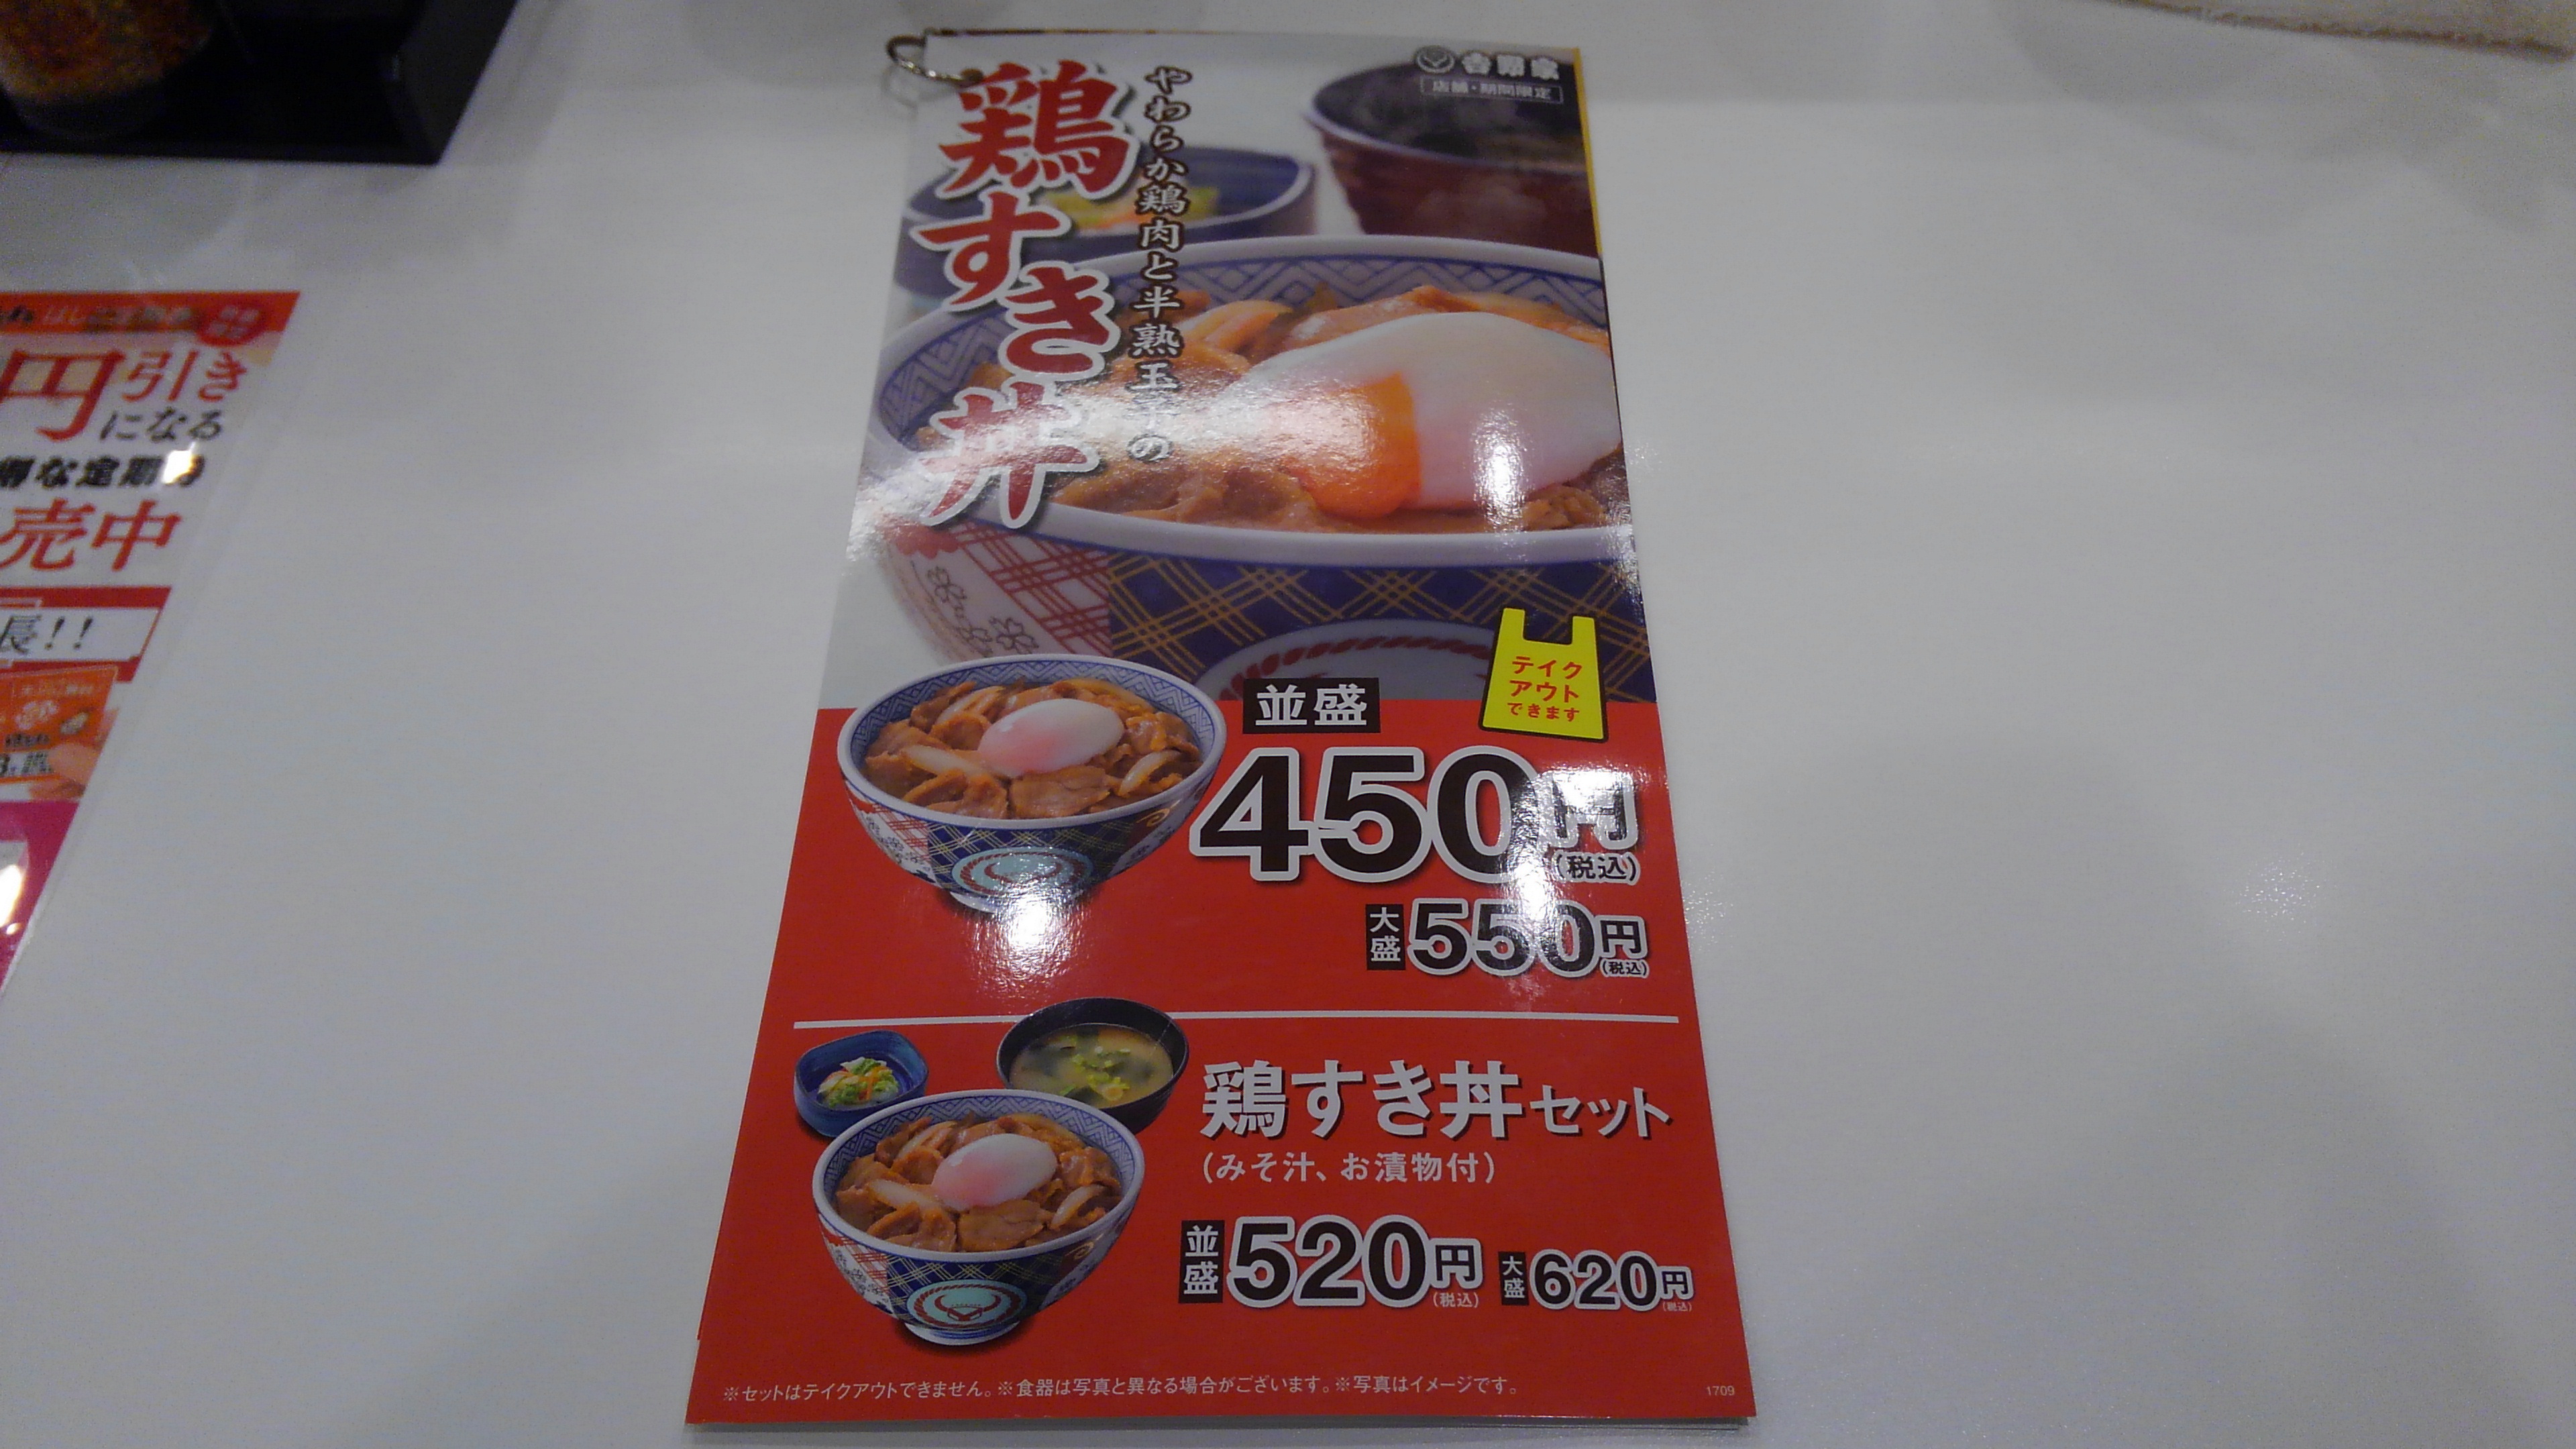 吉野家
店舗・期間限定
やわらか鶏肉と半熟玉子の
鶏すき丼
テイク
アウト
できます
並盛
450円
(税込)
大盛 550円
(税込)
鶏すき丼セット
(みそ汁、お漬物付)
並盛 520円
(税込)
大盛 620円
(税込)
※セットはテイクアウトできません。※食器は写真と異なる場合がございます。※写真はイメージです。
1709
円引き
になる
得な定期券
売中
長!!